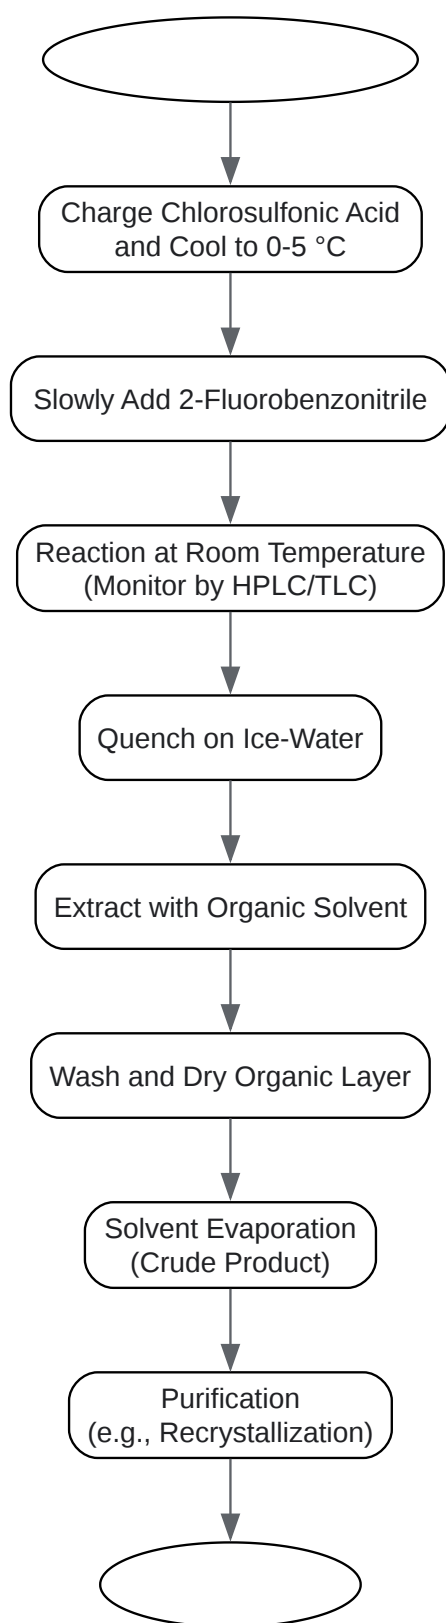 Charge Chlorosulfonic Acid
and Cool to 0-5 °C
Slowly Add 2-Fluorobenzonitrile
Reaction at Room Temperature
(Monitor by HPLC/TLC)
Quench on Ice-Water
Extract with Organic Solvent
Wash and Dry Organic Layer
Solvent Evaporation
(Crude Product)
Purification
(e.g., Recrystallization)